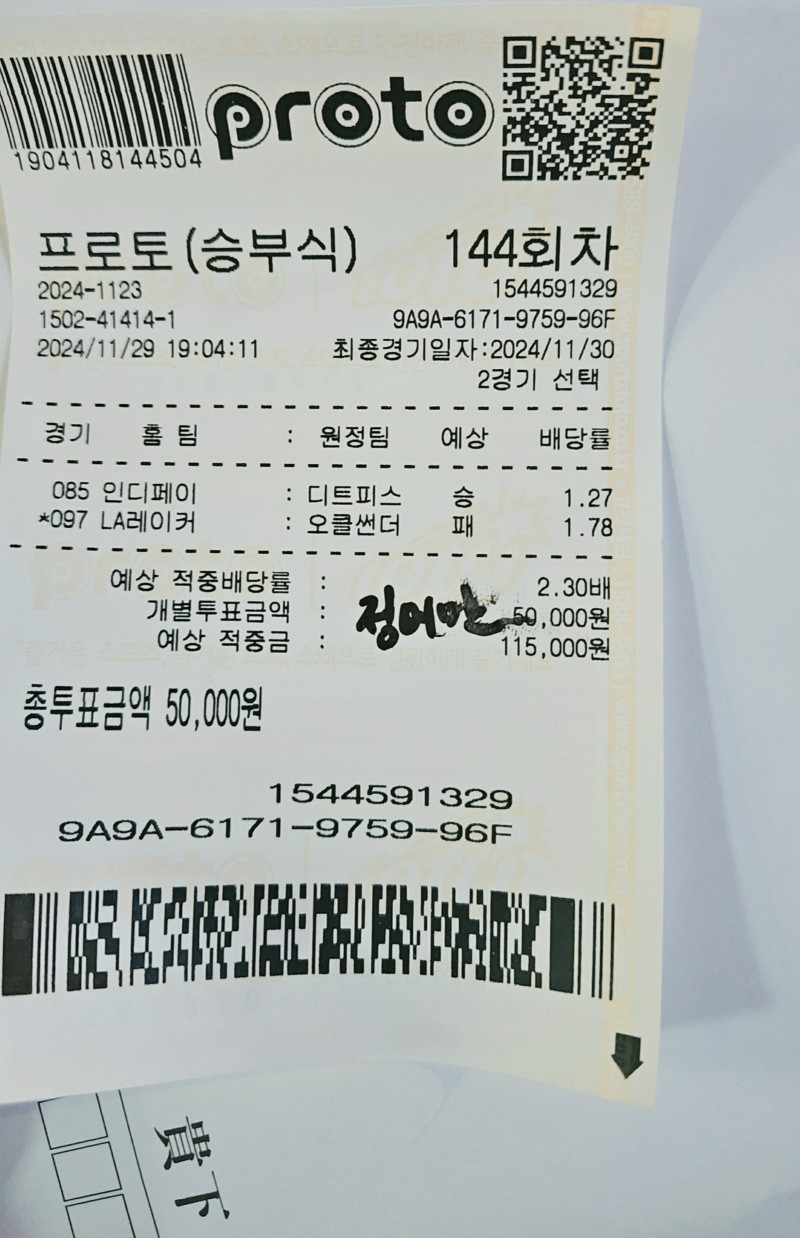 proto
1904118144504
프로토(승부식) 144회차
2024-1123 1544591329
1502-41414-1 9A9A-6171-9759-96F
2024/11/29 19:04:11 최종경기일자:2024/11/30
2경기 선택
경기 홈 팀 : 원정팀 예상 배당률
085 인디페이 : 디트피스 승 1.27
*097 LA레이커 : 오클썬더 패 1.78
예상 적중배당률 : 2.30배
개별투표금액 : 50,000원
정어만
예상 적중금 : 115,000원
총투표금액 50,000원
1544591329
9A9A-6171-9759-96F
貴下